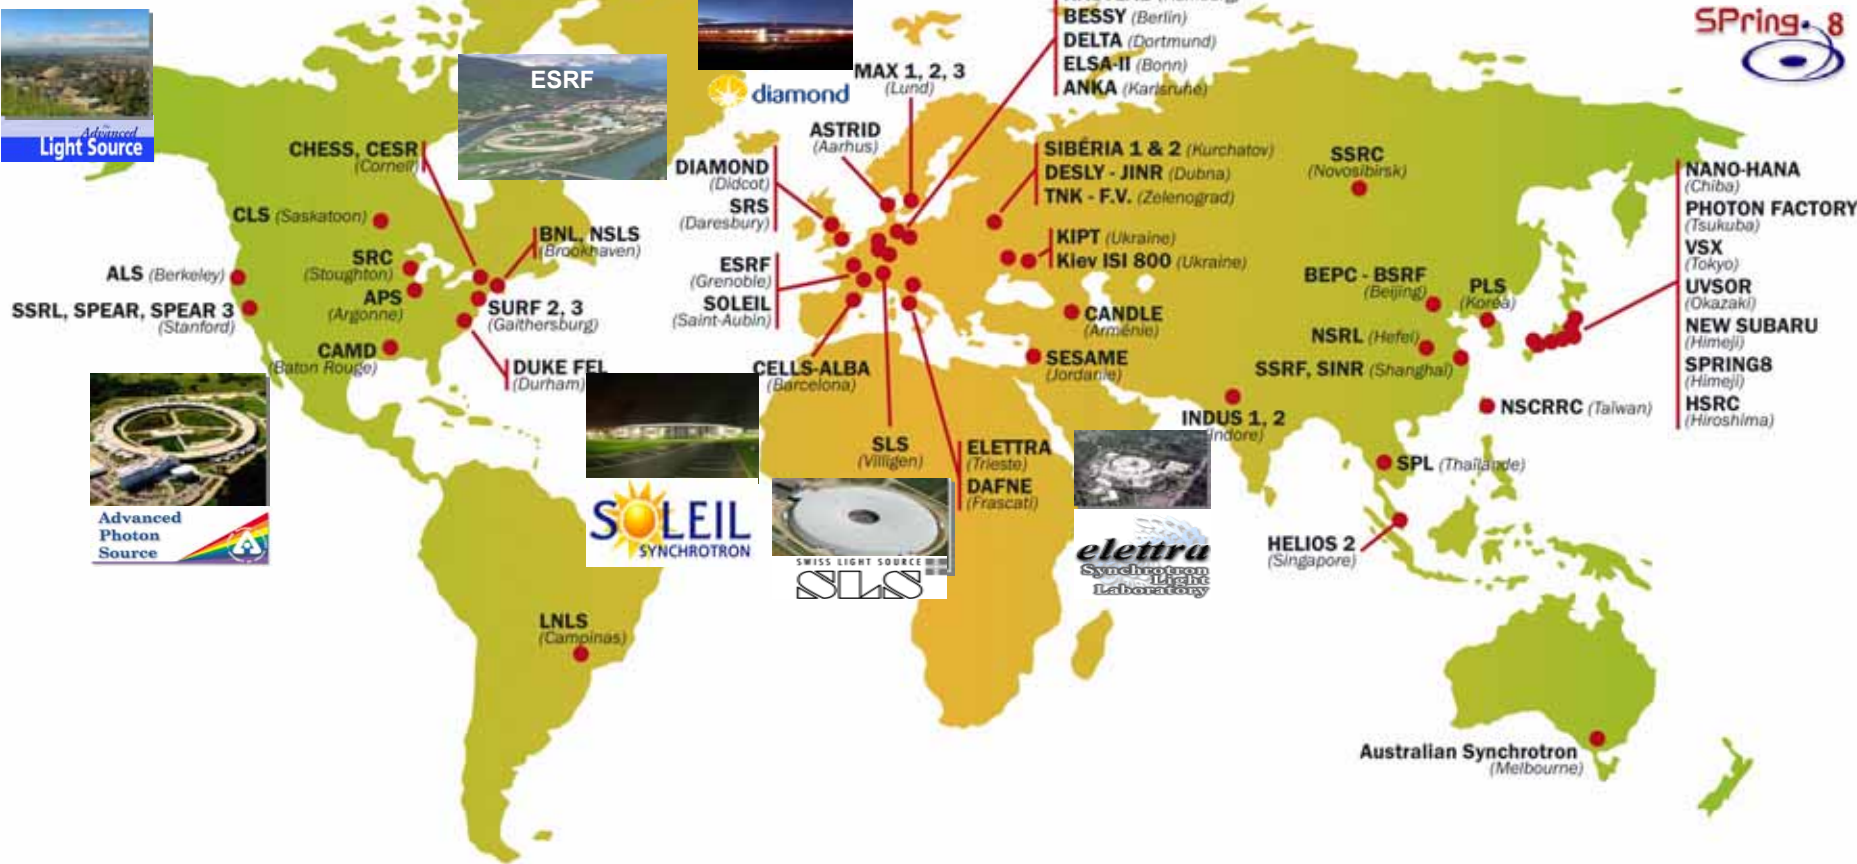 The Advanced
Light Source
ESRF
diamond
SPring-8
BESSY (Berlin)
DELTA (Dortmund)
ELSA-II (Bonn)
ANKA (Karlsruhe)
MAX 1, 2, 3
(Lund)
ASTRID
(Aarhus)
CHESS, CESR
(Cornell)
DIAMOND
(Didcot)
SRS
(Daresbury)
SIBÉRIA 1 & 2 (Kurchatov)
DESLY - JINR (Dubna)
TNK - F.V. (Zelenograd)
SSRC
(Novosibirsk)
NANO-HANA
(Chiba)
PHOTON FACTORY
(Tsukuba)
VSX
(Tokyo)
UVSOR
(Okazaki)
NEW SUBARU
(Himeji)
SPRING8
(Himeji)
HSRC
(Hiroshima)
CLS (Saskatoon)
BNL, NSLS
(Brookhaven)
SRC
(Stoughton)
ALS (Berkeley)
APS
(Argonne)
SSRL, SPEAR, SPEAR 3
(Stanford)
SURF 2, 3
(Gaithersburg)
CAMD
(Baton Rouge)
DUKE FEL
(Durham)
ESRF
(Grenoble)
SOLEIL
(Saint-Aubin)
KIPT (Ukraine)
Kiev ISI 800 (Ukraine)
BEPC - BSRF
(Beijing)
PLS
(Korea)
CANDLE
(Arménie)
NSRL (Hefei)
SESAME
(Jordanie)
SSRF, SINR (Shanghai)
CELLS-ALBA
(Barcelona)
INDUS 1, 2
(Indore)
NSCRRC (Taïwan)
SLS
(Villigen)
ELETTRA
(Trieste)
DAFNE
(Frascati)
SPL (Thaïlande)
HELIOS 2
(Singapore)
Advanced
Photon
Source
SOLEIL
SYNCHROTRON
SWISS LIGHT SOURCE
SLS
elettra
Synchrotron
Light
Laboratory
LNLS
(Campinas)
Australian Synchrotron
(Melbourne)